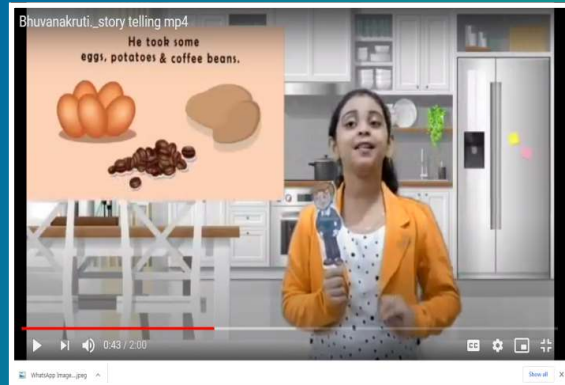 Bhuvanakruti._story telling mp4
He took some
eggs, potatoes & coffee beans.
0:43 / 2:00
CC
WhatsApp Image....jpeg
Show all
X